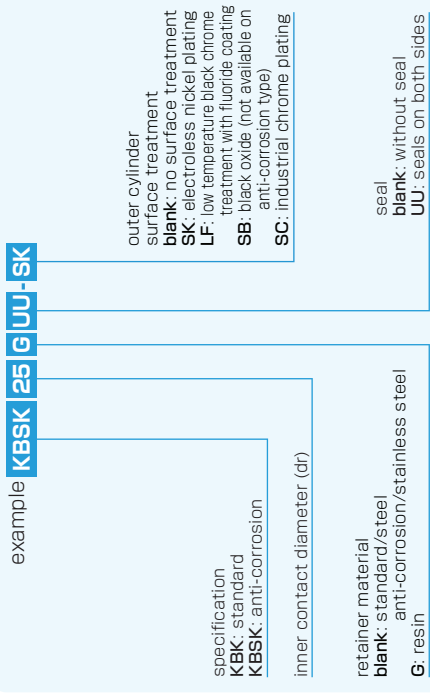 example KBSK 25 G UU - SK
specification
KBK: standard
KBSK: anti-corrosion
inner contact diameter (dr)
retainer material
blank: standard/steel
anti-corrosion/stainless steel
G: resin
outer cylinder
surface treatment
blank: no surface treatment
SK: electroless nickel plating
LF: low temperature black chrome
treatment with fluoride coating
SB: black oxide (not available on
anti-corrosion type)
SC: industrial chrome plating
seal
blank: without seal
UU: seals on both sides